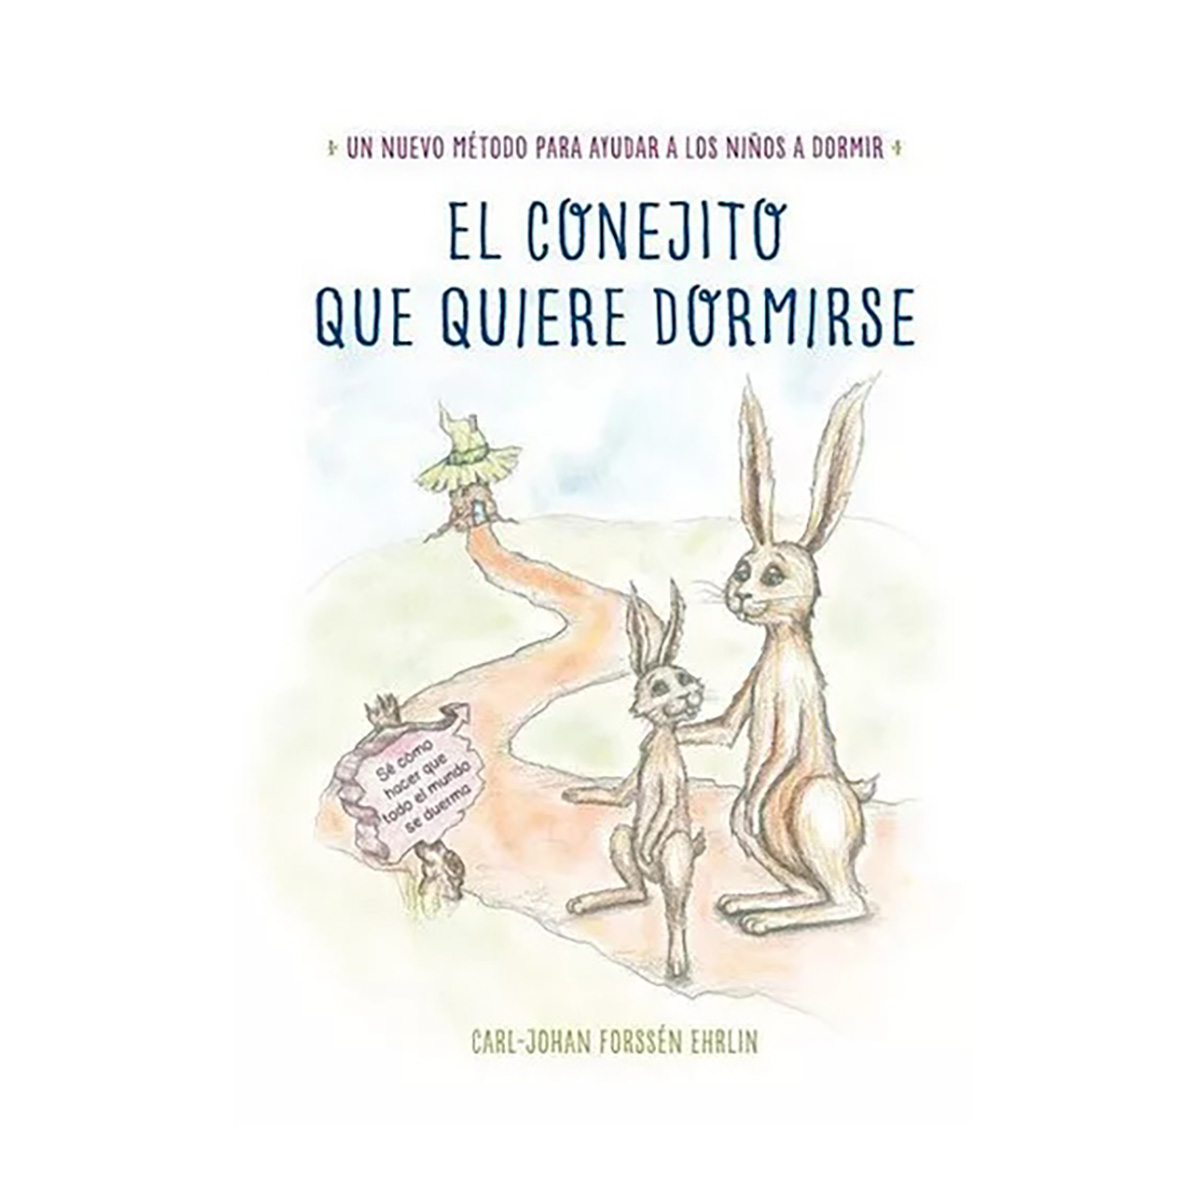 UN NUEVO MÉTODO PARA AYUDAR A LOS NIÑOS A DORMIR
EL CONEJITO
QUE QUIERE DORMIRSE
Sé cómo
hacer que
todo el mundo
se duerma
CARL-JOHAN FORSSÉN EHRLIN